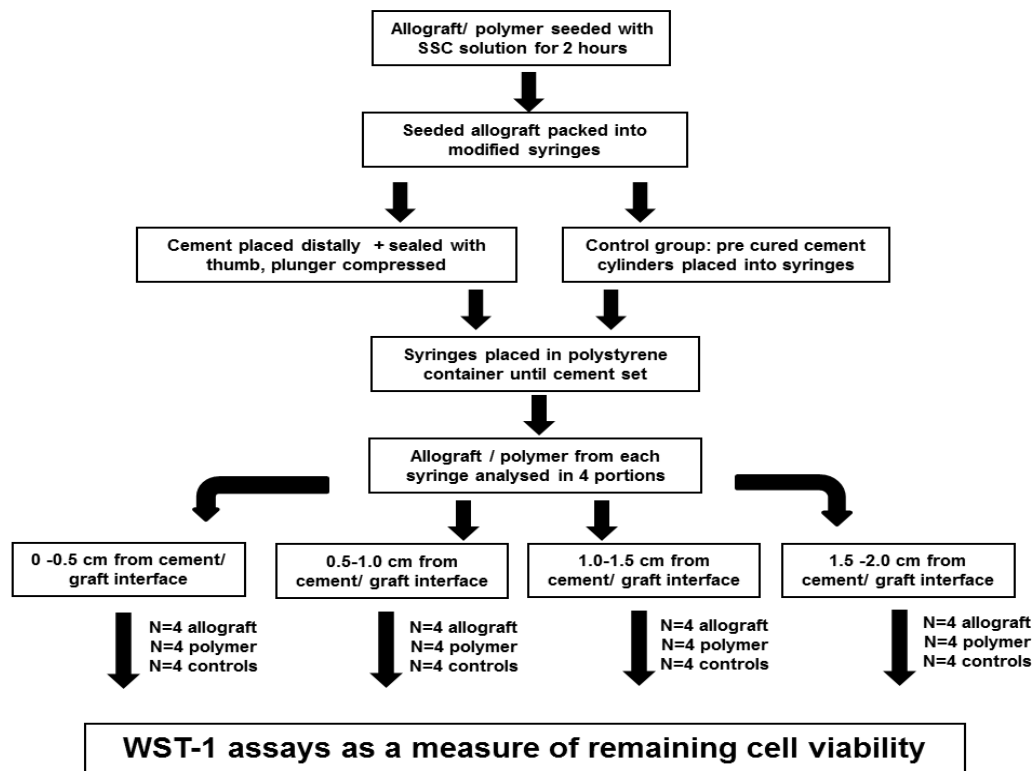 Allograft/ polymer seeded with
SSC solution for 2 hours
Seeded allograft packed into
modified syringes
Cement placed distally + sealed with
thumb, plunger compressed
Control group: pre cured cement
cylinders placed into syringes
Syringes placed in polystyrene
container until cement set
Allograft / polymer from each
syringe analysed in 4 portions
0 -0.5 cm from cement/
graft interface
0.5-1.0 cm from
cement/ graft interface
1.0-1.5 cm from
cement/ graft interface
1.5 -2.0 cm from
cement/ graft interface
N=4 allograft
N=4 polymer
N=4 controls
N=4 allograft
N=4 polymer
N=4 controls
N=4 allograft
N=4 polymer
N=4 controls
N=4 allograft
N=4 polymer
N=4 controls
WST-1 assays as a measure of remaining cell viability